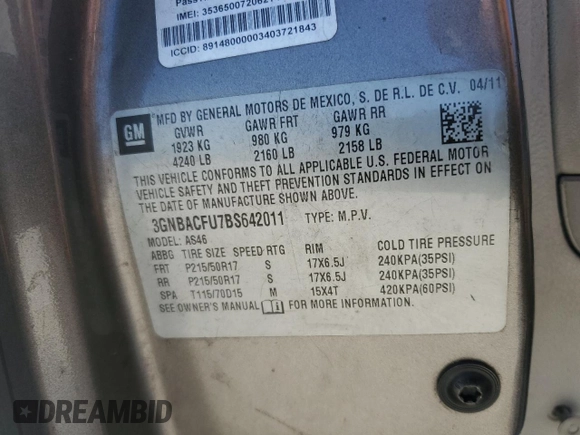 IMEI: 35365007206
ICCID: 89148000003403721843
GM
MFD BY GENERAL MOTORS DE MEXICO, S. DE R.L. DE C.V. 04/11
GVWR GAWR FRT GAWR RR
1923 KG 980 KG 979 KG
4240 LB 2160 LB 2158 LB
THIS VEHICLE CONFORMS TO ALL APPLICABLE U.S. FEDERAL MOTOR
VEHICLE SAFETY AND THEFT PREVENTION STANDARDS IN EFFECT ON
THE DATE OF MANUFACTURE SHOWN ABOVE.
3GNBACFU7BS642011 TYPE: M.P.V.
MODEL: AS46
ABBG TIRE SIZE SPEED RTG RIM COLD TIRE PRESSURE
FRT P215/50R17 S 17X6.5J 240KPA(35PSI)
RR P215/50R17 S 17X6.5J 240KPA(35PSI)
SPA T115/70D15 M 15X4T 420KPA(60PSI)
SEE OWNER'S MANUAL FOR MORE INFORMATION.
DREAMBID